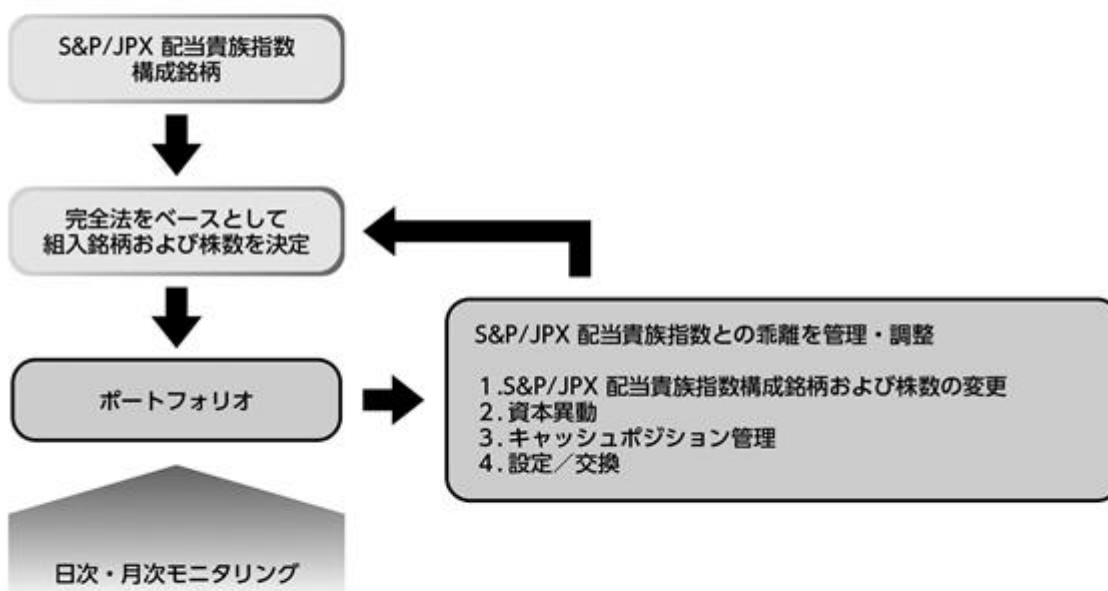 S&P/JPX 配当貴族指数
構成銘柄
完全法をベースとして
組入銘柄および株数を決定
ポートフォリオ
S&P/JPX 配当貴族指数との乖離を管理・調整
1.S&P/JPX 配当貴族指数構成銘柄および株数の変更
2.資本異動
3.キャッシュポジション管理
4.設定／交換
日次・月次モニタリング